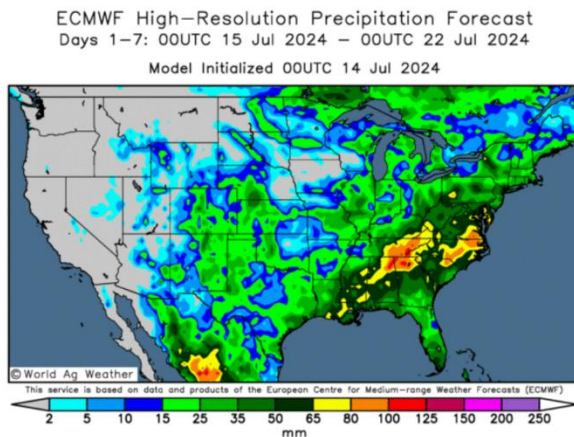 ECMWF High-Resolution Precipitation Forecast
Days 1-7: 00UTC 15 Jul 2024 - 00UTC 22 Jul 2024
Model Initialized 00UTC 14 Jul 2024
© World Ag Weather
This service is based on data and products of the European Centre for Medium-range Weather Forecasts (ECMWF)
2 5 10 15 25 35 50 65 80 100 125 150 200 250
mm